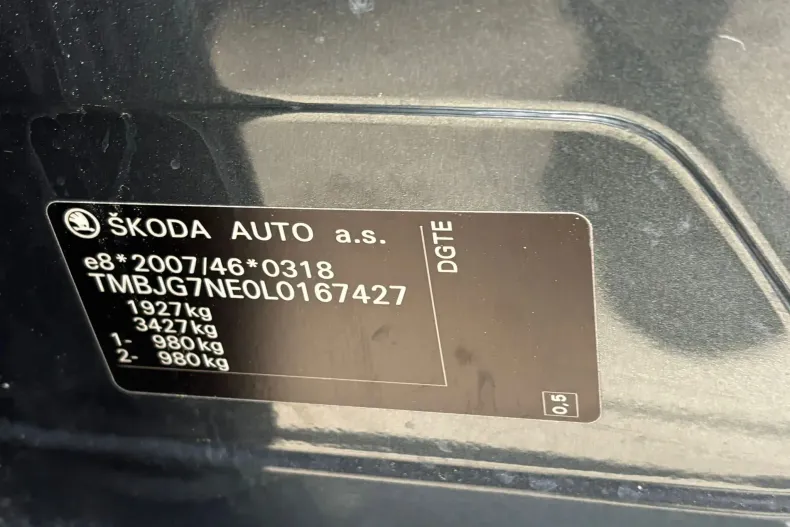 ŠKODA AUTO a.s.
e8*2007/46*0318
TMBJG7NE0L0167427
1927kg
3427kg
1- 980kg
2- 980kg
DGTE
0,5